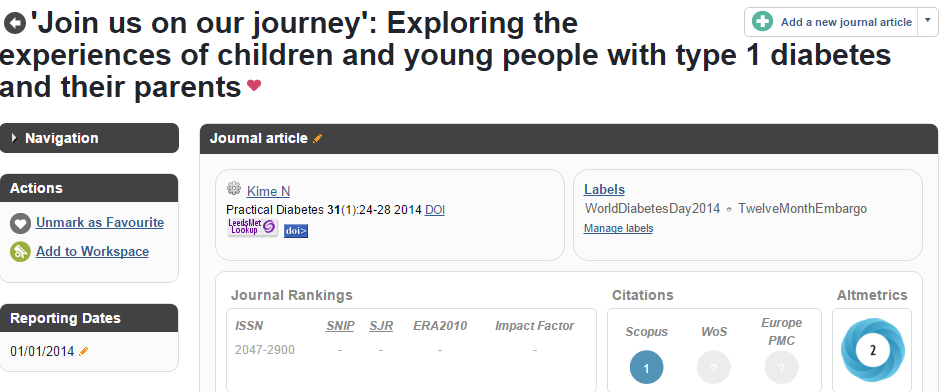 'Join us on our journey': Exploring the
experiences of children and young people with type 1 diabetes
and their parents
Add a new journal article
Navigation
Actions
Unmark as Favourite
Add to Workspace
Reporting Dates
01/01/2014
Journal article
Kime N
Practical Diabetes 31(1):24-28 2014 DOI
LeedsMet
Lookup
doi>
Labels
WorldDiabetesDay2014 TwelveMonthEmbargo
Manage labels
Journal Rankings
ISSN SNIP SJR ERA2010 Impact Factor
2047-2900 - - - -
Citations
Scopus WoS Europe
PMC
1 ? ?
Altmetrics
2